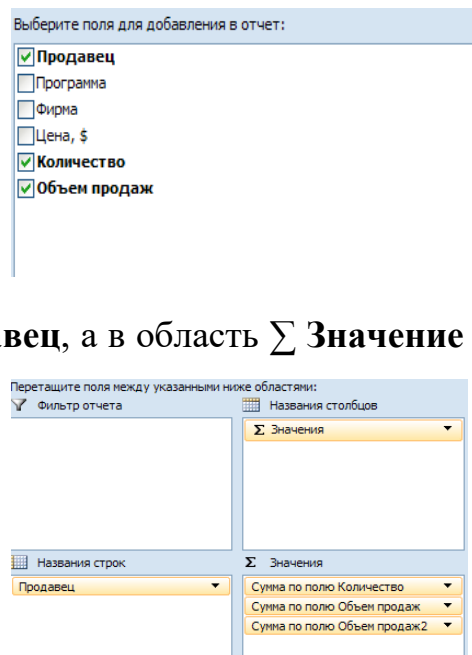 Выберите поля для добавления в отчет:
Продавец
Программа
Фирма
Цена, $
Количество
Объем продаж
вец, а в область ∑ Значение
Перетащите поля между указанными ниже областями:
Фильтр отчета
Названия столбцов
Σ Значения
Названия строк
Σ Значения
Продавец
Сумма по полю Количество
Сумма по полю Объем продаж
Сумма по полю Объем продаж2